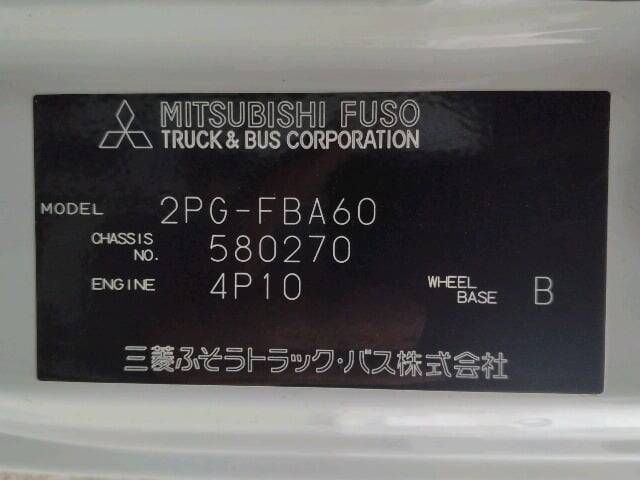 MITSUBISHI FUSO
TRUCK & BUS CORPORATION
MODEL 2PG-FBA60
CHASSIS NO. 580270
ENGINE 4P10 WHEEL BASE B
三菱ふそうトラック・バス株式会社